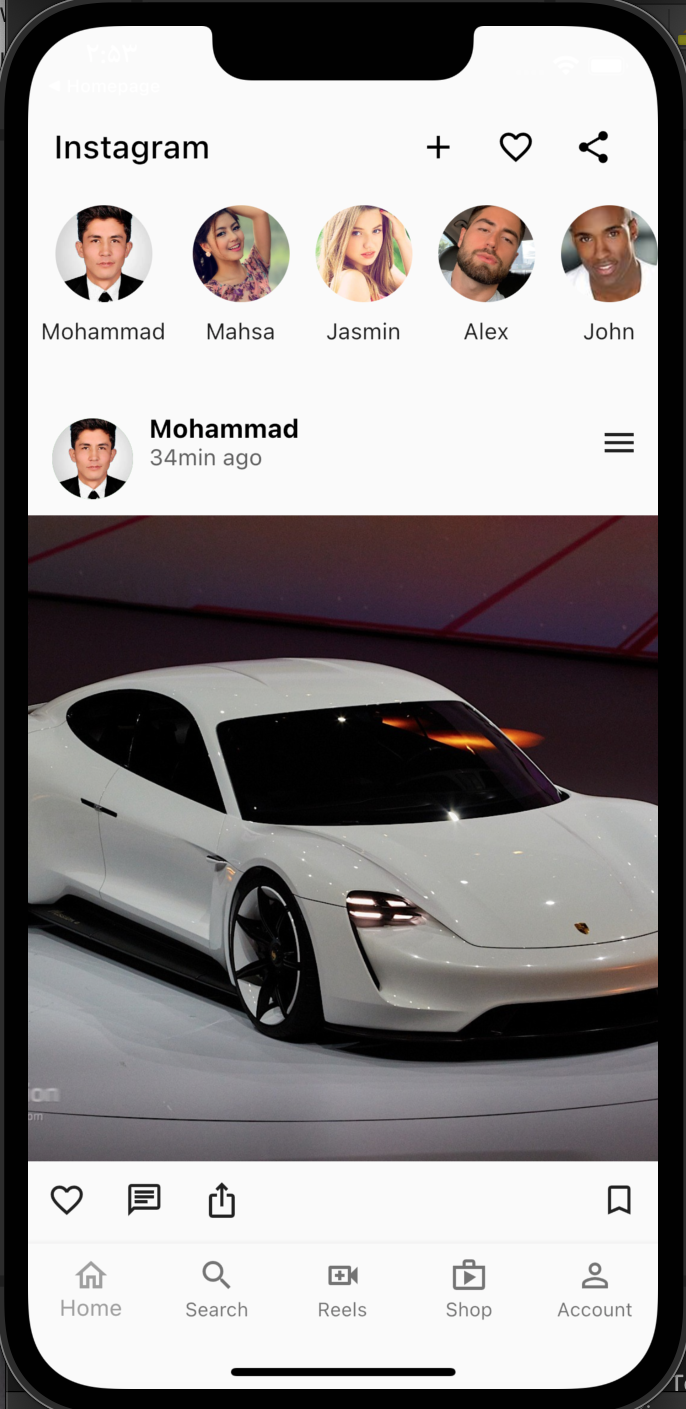 ۲:۵۳
Homepage
Instagram
Mohammad
Mahsa
Jasmin
Alex
John
Mohammad
34min ago
Home
Search
Reels
Shop
Account